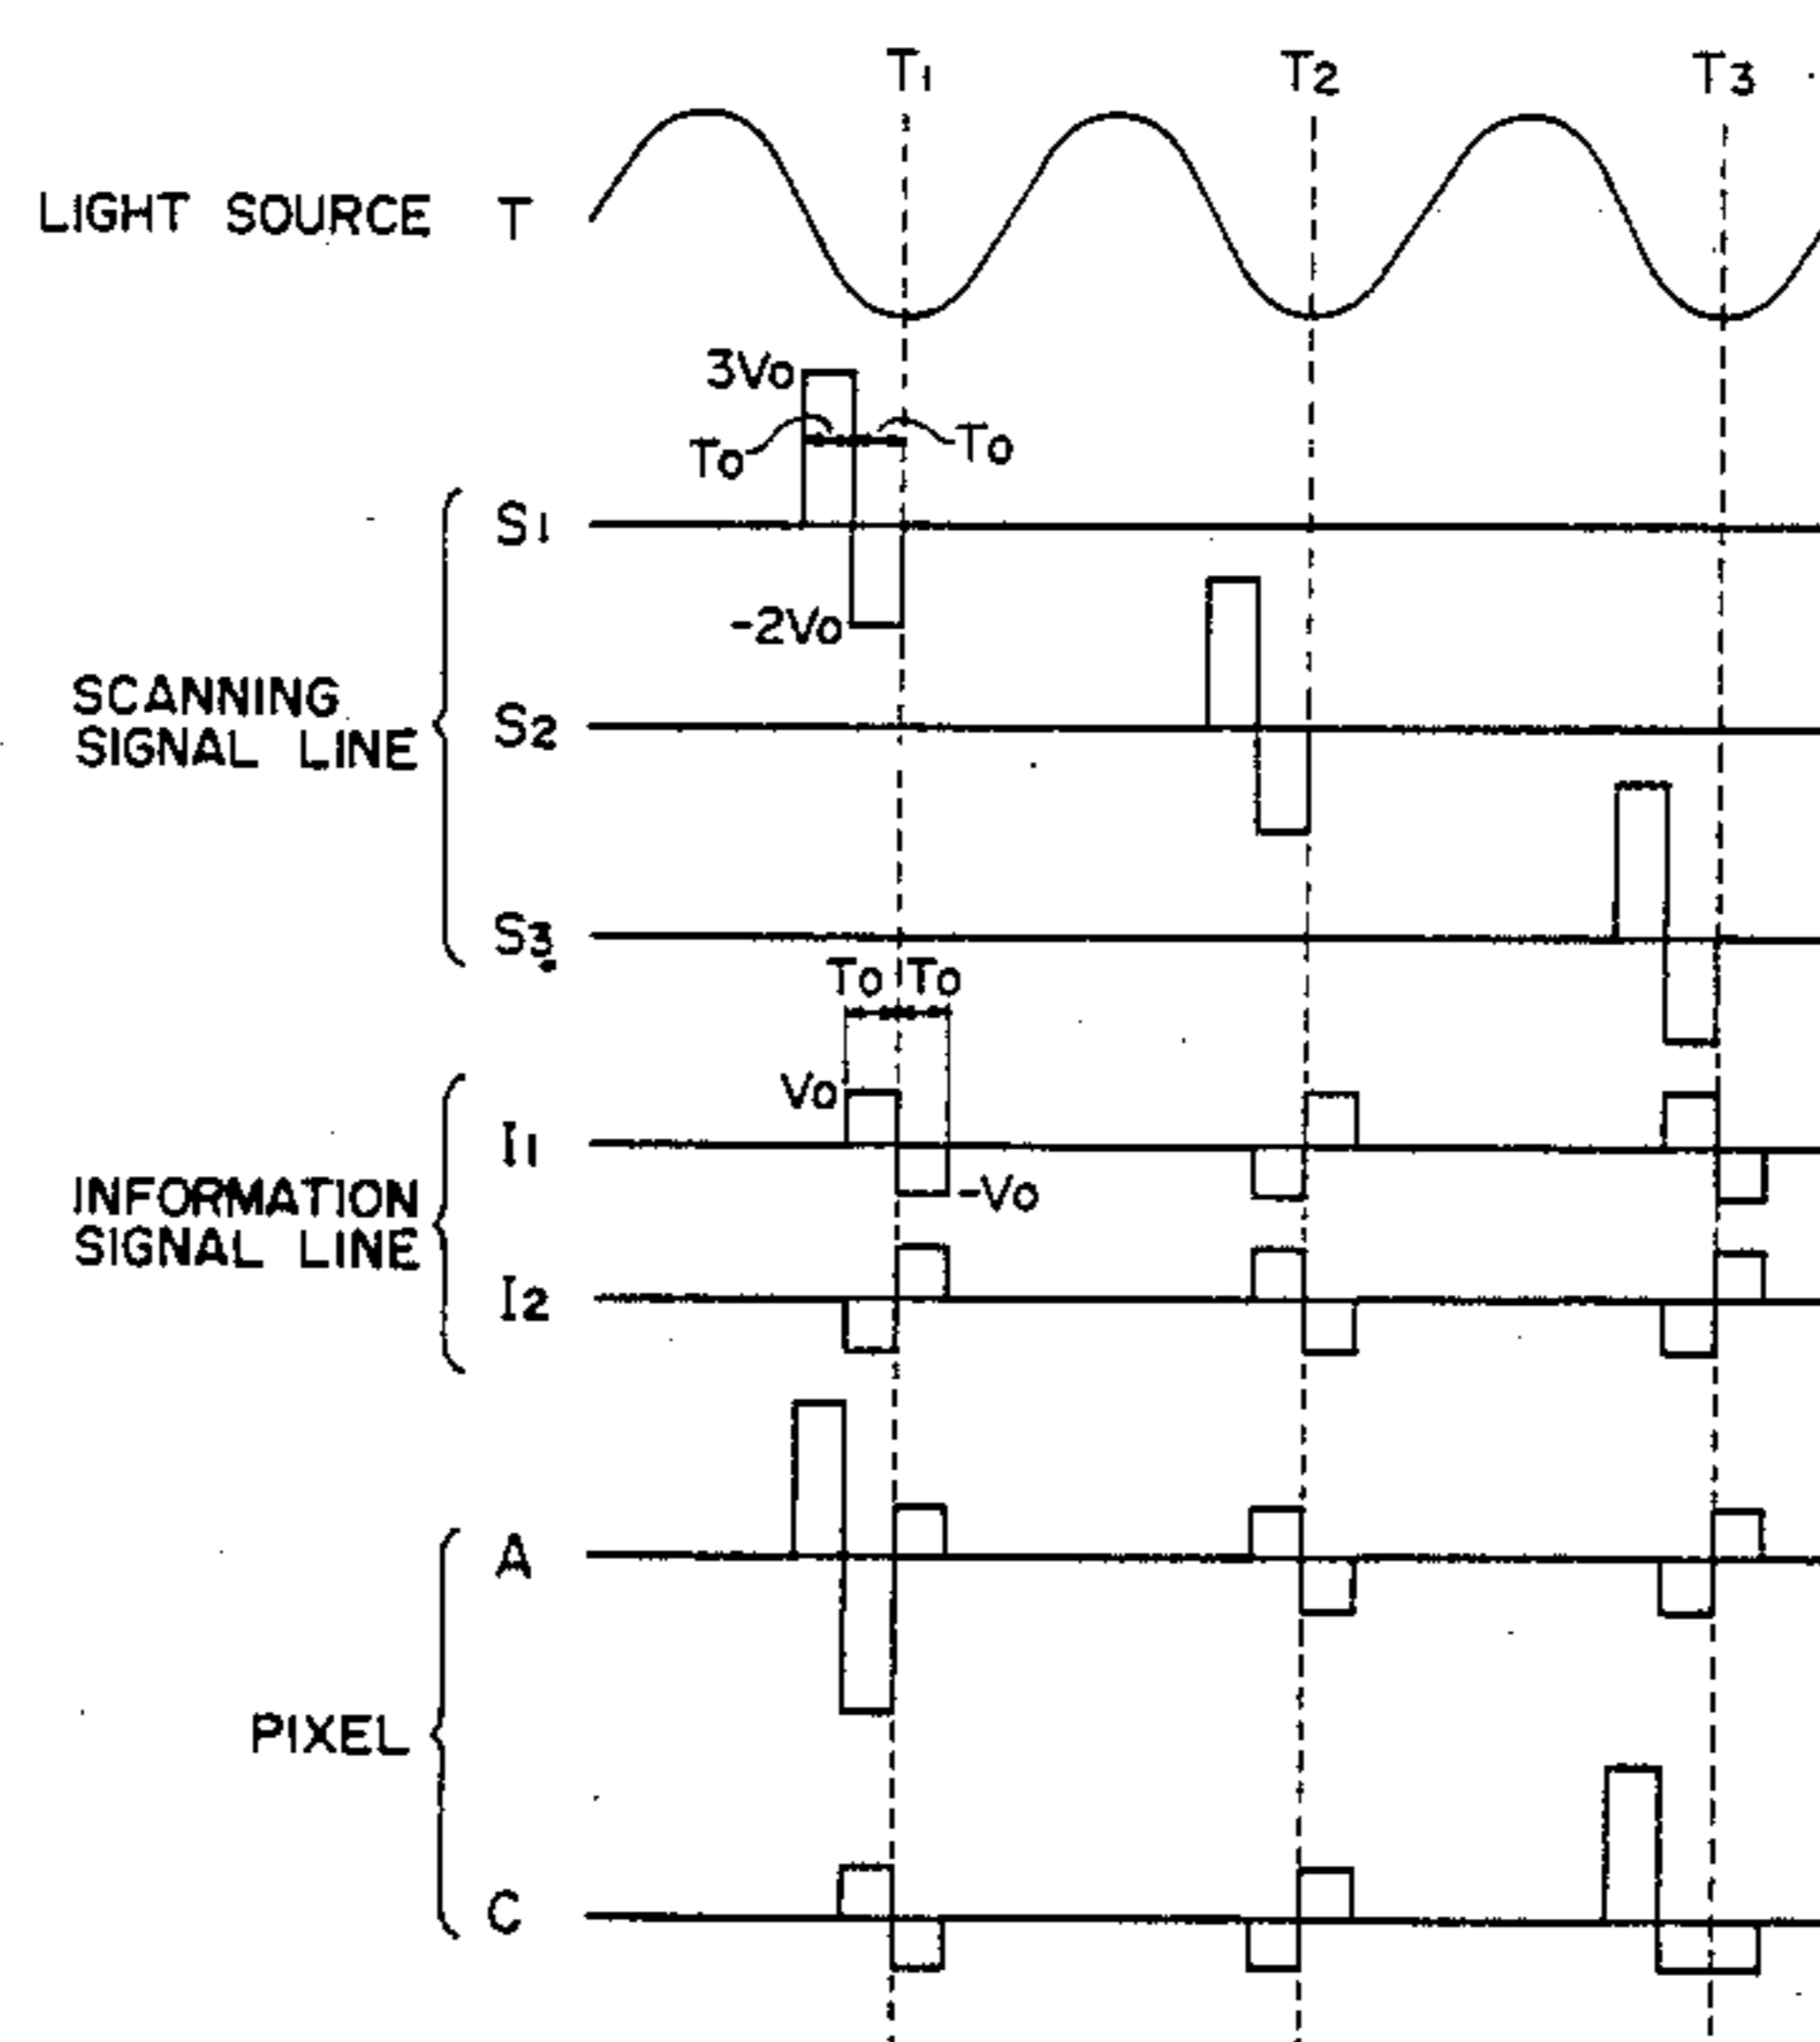 T1 T2 T3
LIGHT SOURCE T
3Vo
To To
S1
-2Vo
SCANNING
SIGNAL LINE
S2
S3
To To
Vo
I1
-Vo
INFORMATION
SIGNAL LINE
I2
A
PIXEL
C